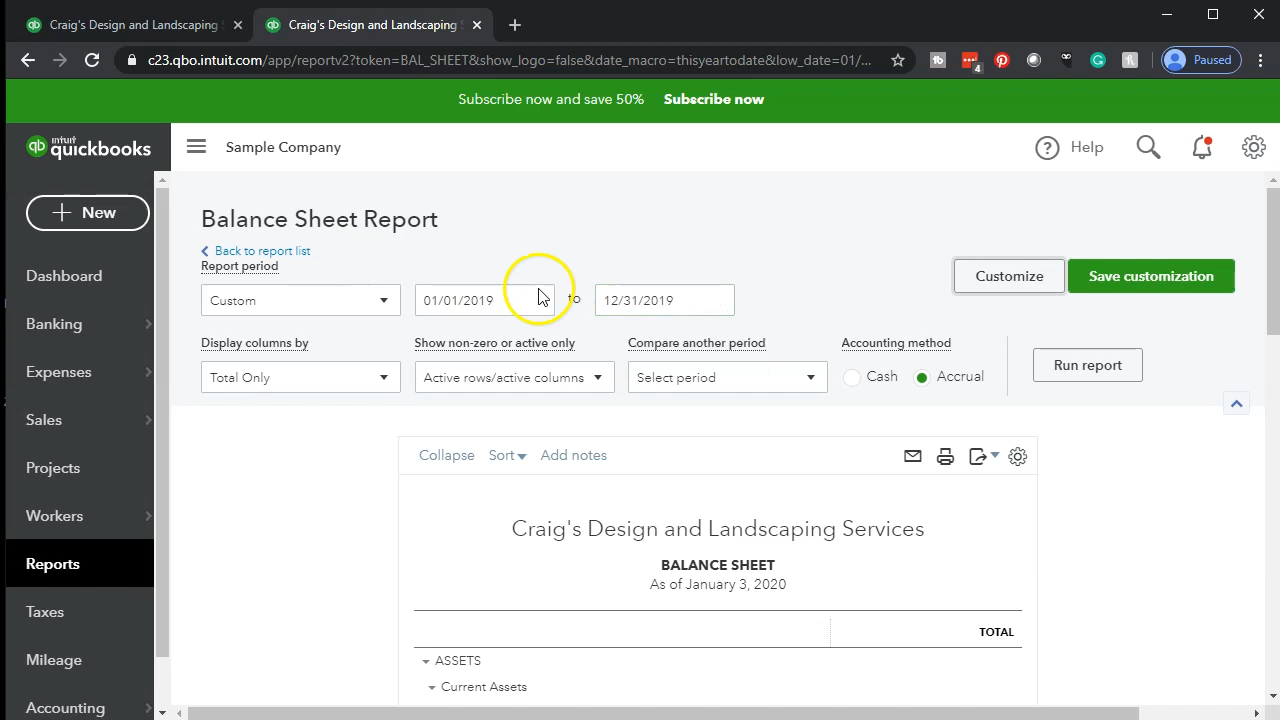 Craig's Design and Landscaping S
Craig's Design and Landscaping S
c23.qbo.intuit.com/app/reportv2?token=BAL_SHEET&show_logo=false&date_macro=thisyeartodate&low_date=01/...
4
Paused
Subscribe now and save 50% Subscribe now
intuit quickbooks
Sample Company
Help
New
Dashboard
Banking
Expenses
Sales
Projects
Workers
Reports
Taxes
Mileage
Accounting
Balance Sheet Report
Back to report list
Report period
Custom 01/01/2019 to 12/31/2019
Customize Save customization
Display columns by Show non-zero or active only Compare another period Accounting method
Total Only Active rows/active columns Select period Cash Accrual
Run report
Collapse Sort Add notes
Craig's Design and Landscaping Services
BALANCE SHEET
As of January 3, 2020
TOTAL
ASSETS
Current Assets